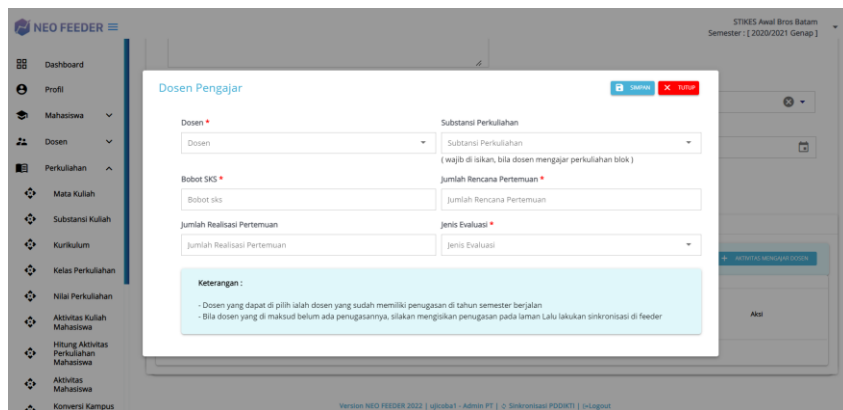 NEO FEEDER
STIKES Awal Bros Batam
Semester : [ 2020/2021 Genap ]
Dashboard
Profil
Mahasiswa
Dosen
Perkuliahan
Mata Kuliah
Substansi Kuliah
Kurikulum
Kelas Perkuliahan
Nilai Perkuliahan
Aktivitas Kuliah
Mahasiswa
Hitung Aktivitas
Perkuliahan
Mahasiswa
Aktivitas
Mahasiswa
Konversi Kampus
Dosen Pengajar
SIMPAN
X TUTUP
Dosen *
Substansi Perkuliahan
Dosen
Subtansi Perkuliahan
( wajib di isikan, bila dosen mengajar perkuliahan blok )
Bobot SKS *
Jumlah Rencana Pertemuan *
Bobot sks
Jumlah Rencana Pertemuan
Jumlah Realisasi Pertemuan
Jenis Evaluasi *
Jumlah Realisasi Pertemuan
Jenis Evaluasi
Keterangan :
- Dosen yang dapat di pilih ialah dosen yang sudah memiliki penugasan di tahun semester berjalan
- Bila dosen yang di maksud belum ada penugasannya, silakan mengisikan penugasan pada laman Lalu lakukan sinkronisasi di feeder
+ AKTIVITAS MENGAJAR DOSEN
Aksi
Version NEO FEEDER 2022 | ujicoba1 - Admin PT | Sinkronisasi PDDIKTI | Logout